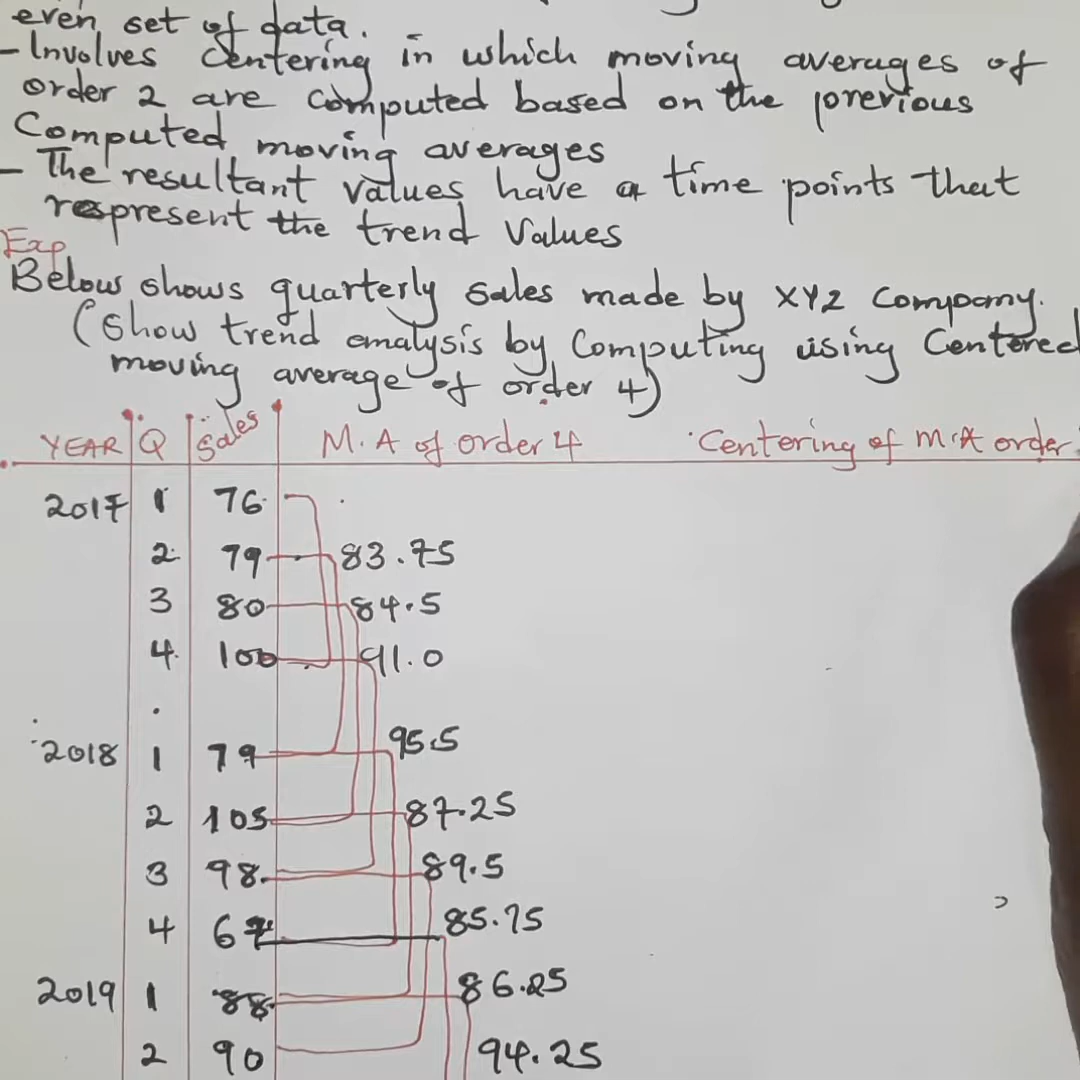 even set of data.
- Involves Centering in which moving averages of
order 2 are computed based on the previous
Computed moving averages
- The resultant values have a time points that
respresent the trend Values
Exp
Below shows quarterly sales made by XYZ Company.
(Show trend analysis by Computing using Centered
moving average of order 4)
YEAR Q Sales M.A of order 4 Centering of M.A order
2017 1 76
2 79 83.75
3 80 84.5
4 100 91.0
2018 1 79 95.5
2 105 87.25
3 98 89.5
4 67 85.75
2019 1 88 86.25
2 90 94.25